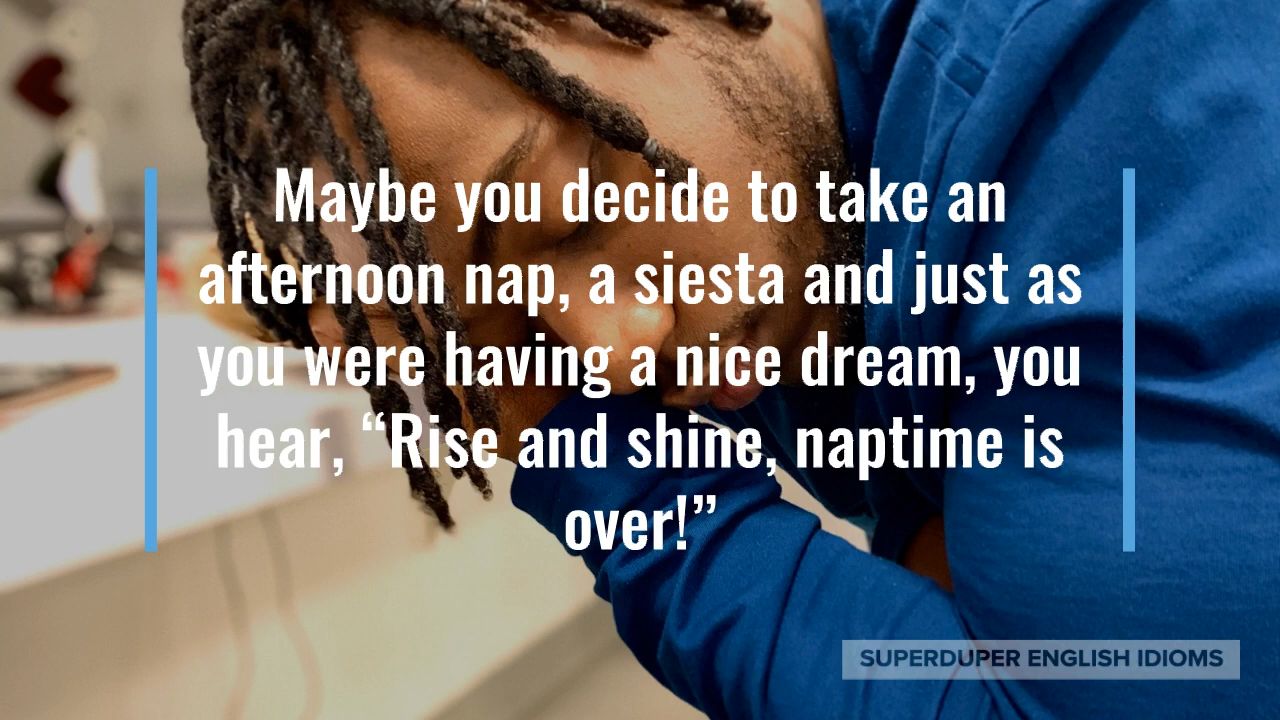 Maybe you decide to take an
afternoon nap, a siesta and just as
you were having a nice dream, you
hear, “Rise and shine, naptime is
over!”
SUPERDUPER ENGLISH IDIOMS